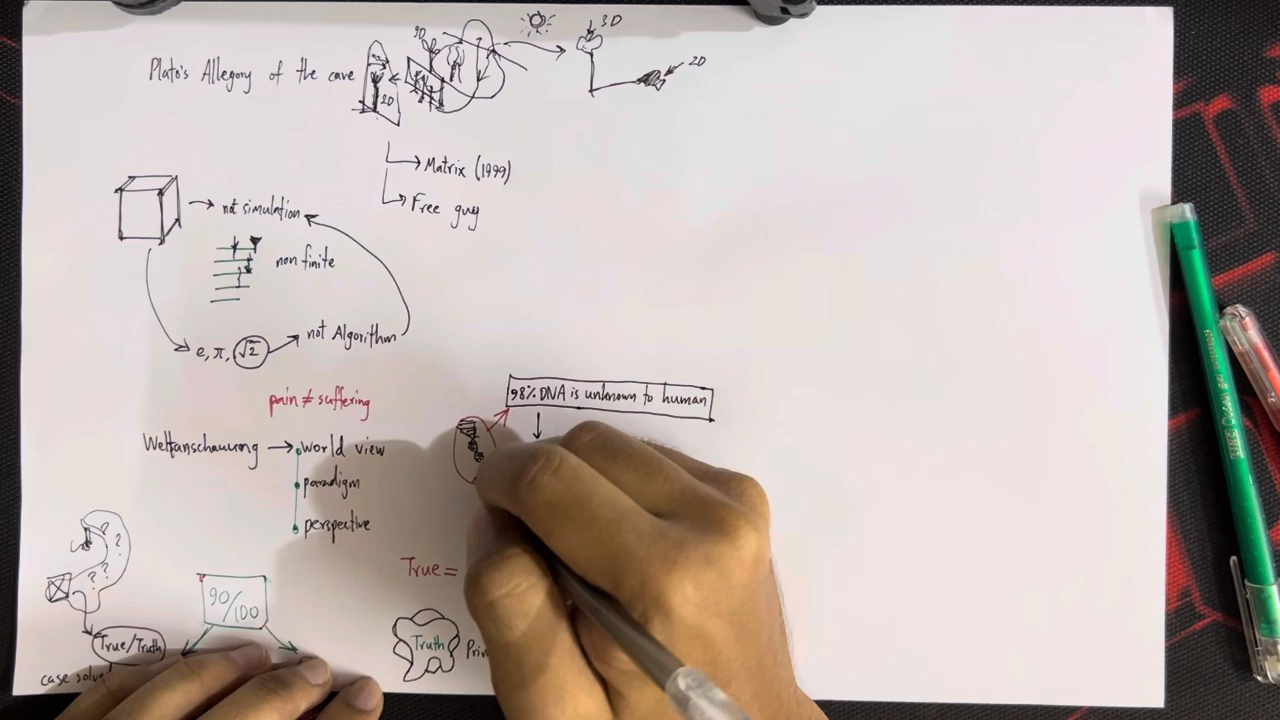 3D
2D
Plato's Allegory of the cave
2D
Matrix (1999)
Free guy
not simulation
non finite
e, π, √2
not Algorithm
pain ≠ suffering
98% DNA is unknown to human
Weltanschauung
world view
paradigm
perspective
? ? ? ?
True =
90/100
True/Truth
Truth
case